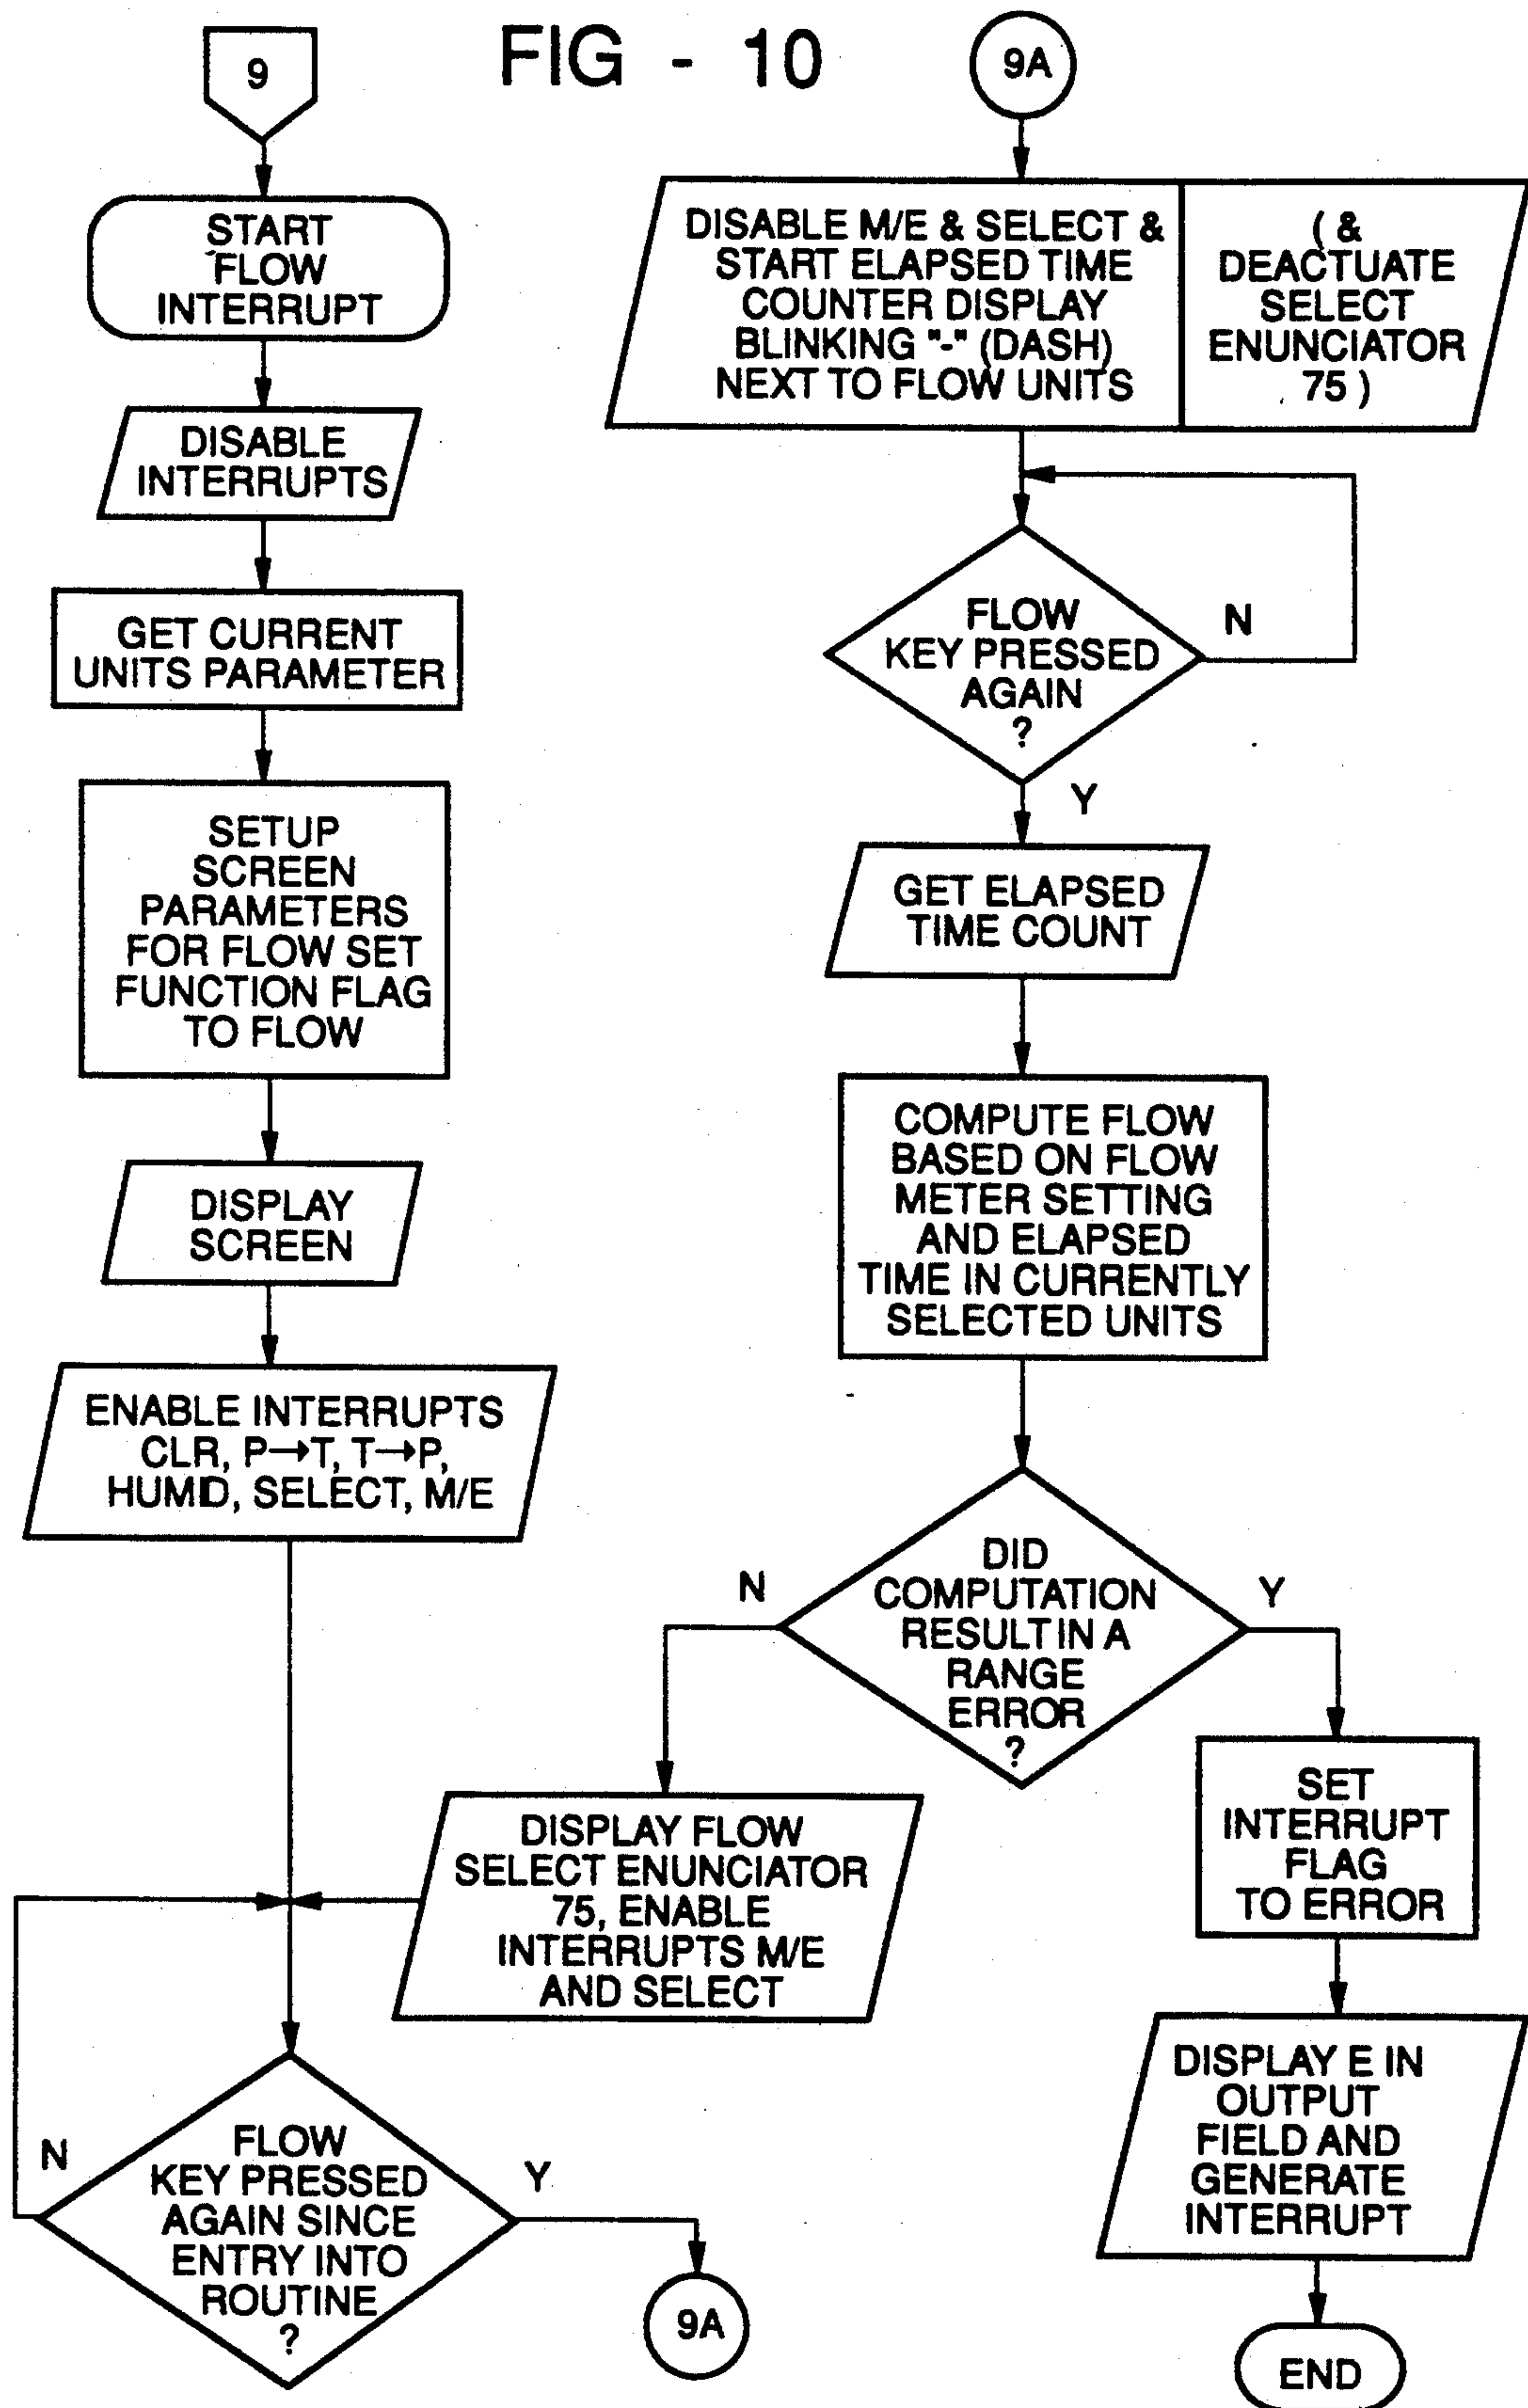 FIG - 10
9
START
FLOW
INTERRUPT
DISABLE
INTERRUPTS
GET CURRENT
UNITS PARAMETER
SETUP
SCREEN
PARAMETERS
FOR FLOW SET
FUNCTION FLAG
TO FLOW
DISPLAY
SCREEN
ENABLE INTERRUPTS
CLR, P→T, T→P,
HUMID, SELECT, M/E
FLOW
KEY PRESSED
AGAIN SINCE
ENTRY INTO
ROUTINE
?
N
Y
9A
9A
DISABLE M/E & SELECT &
START ELAPSED TIME
COUNTER DISPLAY
BLINKING "-" (DASH)
NEXT TO FLOW UNITS
( &
DEACTUATE
SELECT
ENUNCIATOR
75 )
FLOW
KEY PRESSED
AGAIN
?
N
Y
GET ELAPSED
TIME COUNT
COMPUTE FLOW
BASED ON FLOW
METER SETTING
AND ELAPSED
TIME IN CURRENTLY
SELECTED UNITS
DID
COMPUTATION
RESULT IN A
RANGE
ERROR
?
N
Y
DISPLAY FLOW
SELECT ENUNCIATOR
75, ENABLE
INTERRUPTS M/E
AND SELECT
SET
INTERRUPT
FLAG
TO ERROR
DISPLAY E IN
OUTPUT
FIELD AND
GENERATE
INTERRUPT
END